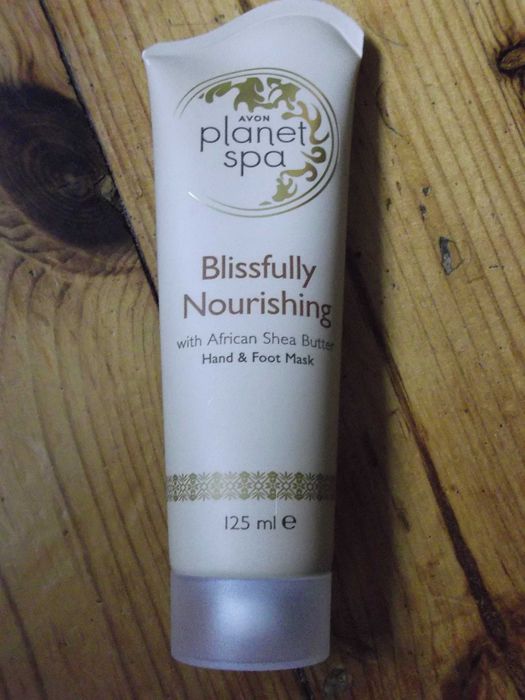 AVON
planet
spa
Blissfully
Nourishing
with African Shea Butter
Hand & Foot Mask
125 ml ℮